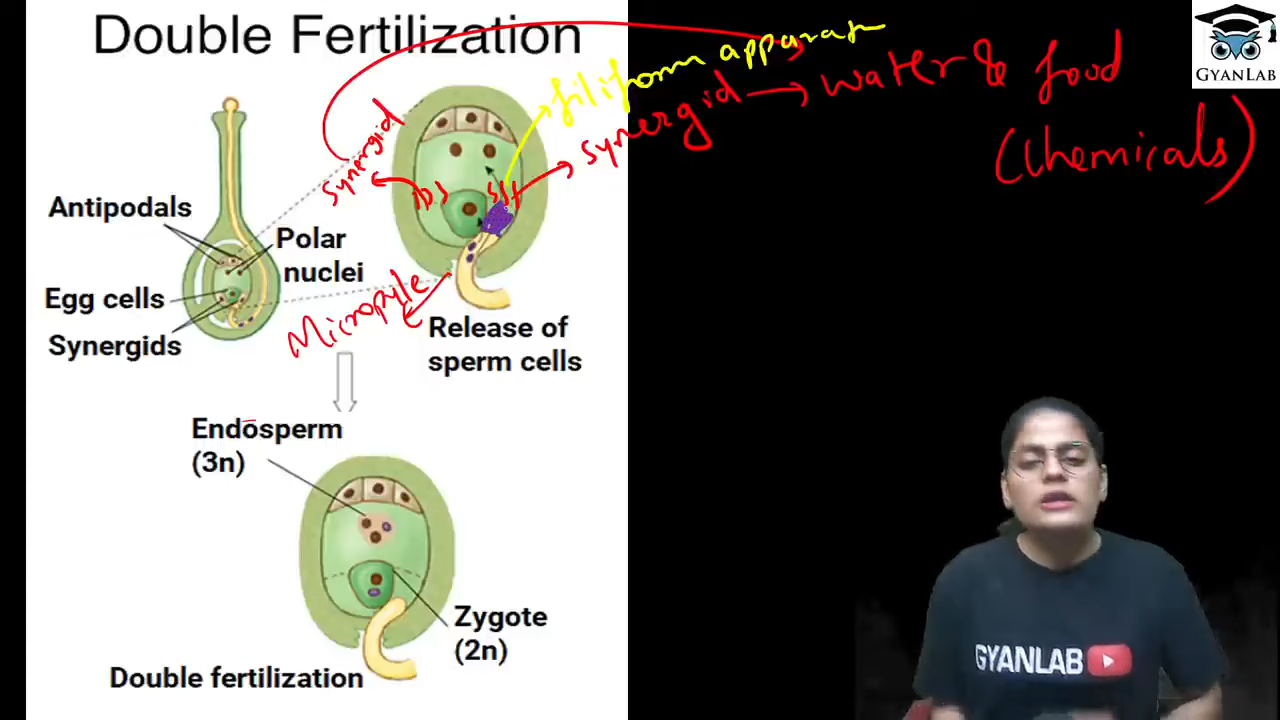 Double Fertilization
filiform apparat
Synergid → water & food
(Chemicals)
Synergid
Antipodals
Polar
nuclei
Egg cells
Synergids
Micropyle
Release of
sperm cells
Endosperm
(3n)
Zygote
(2n)
Double fertilization
GYANLAB
GYANLAB